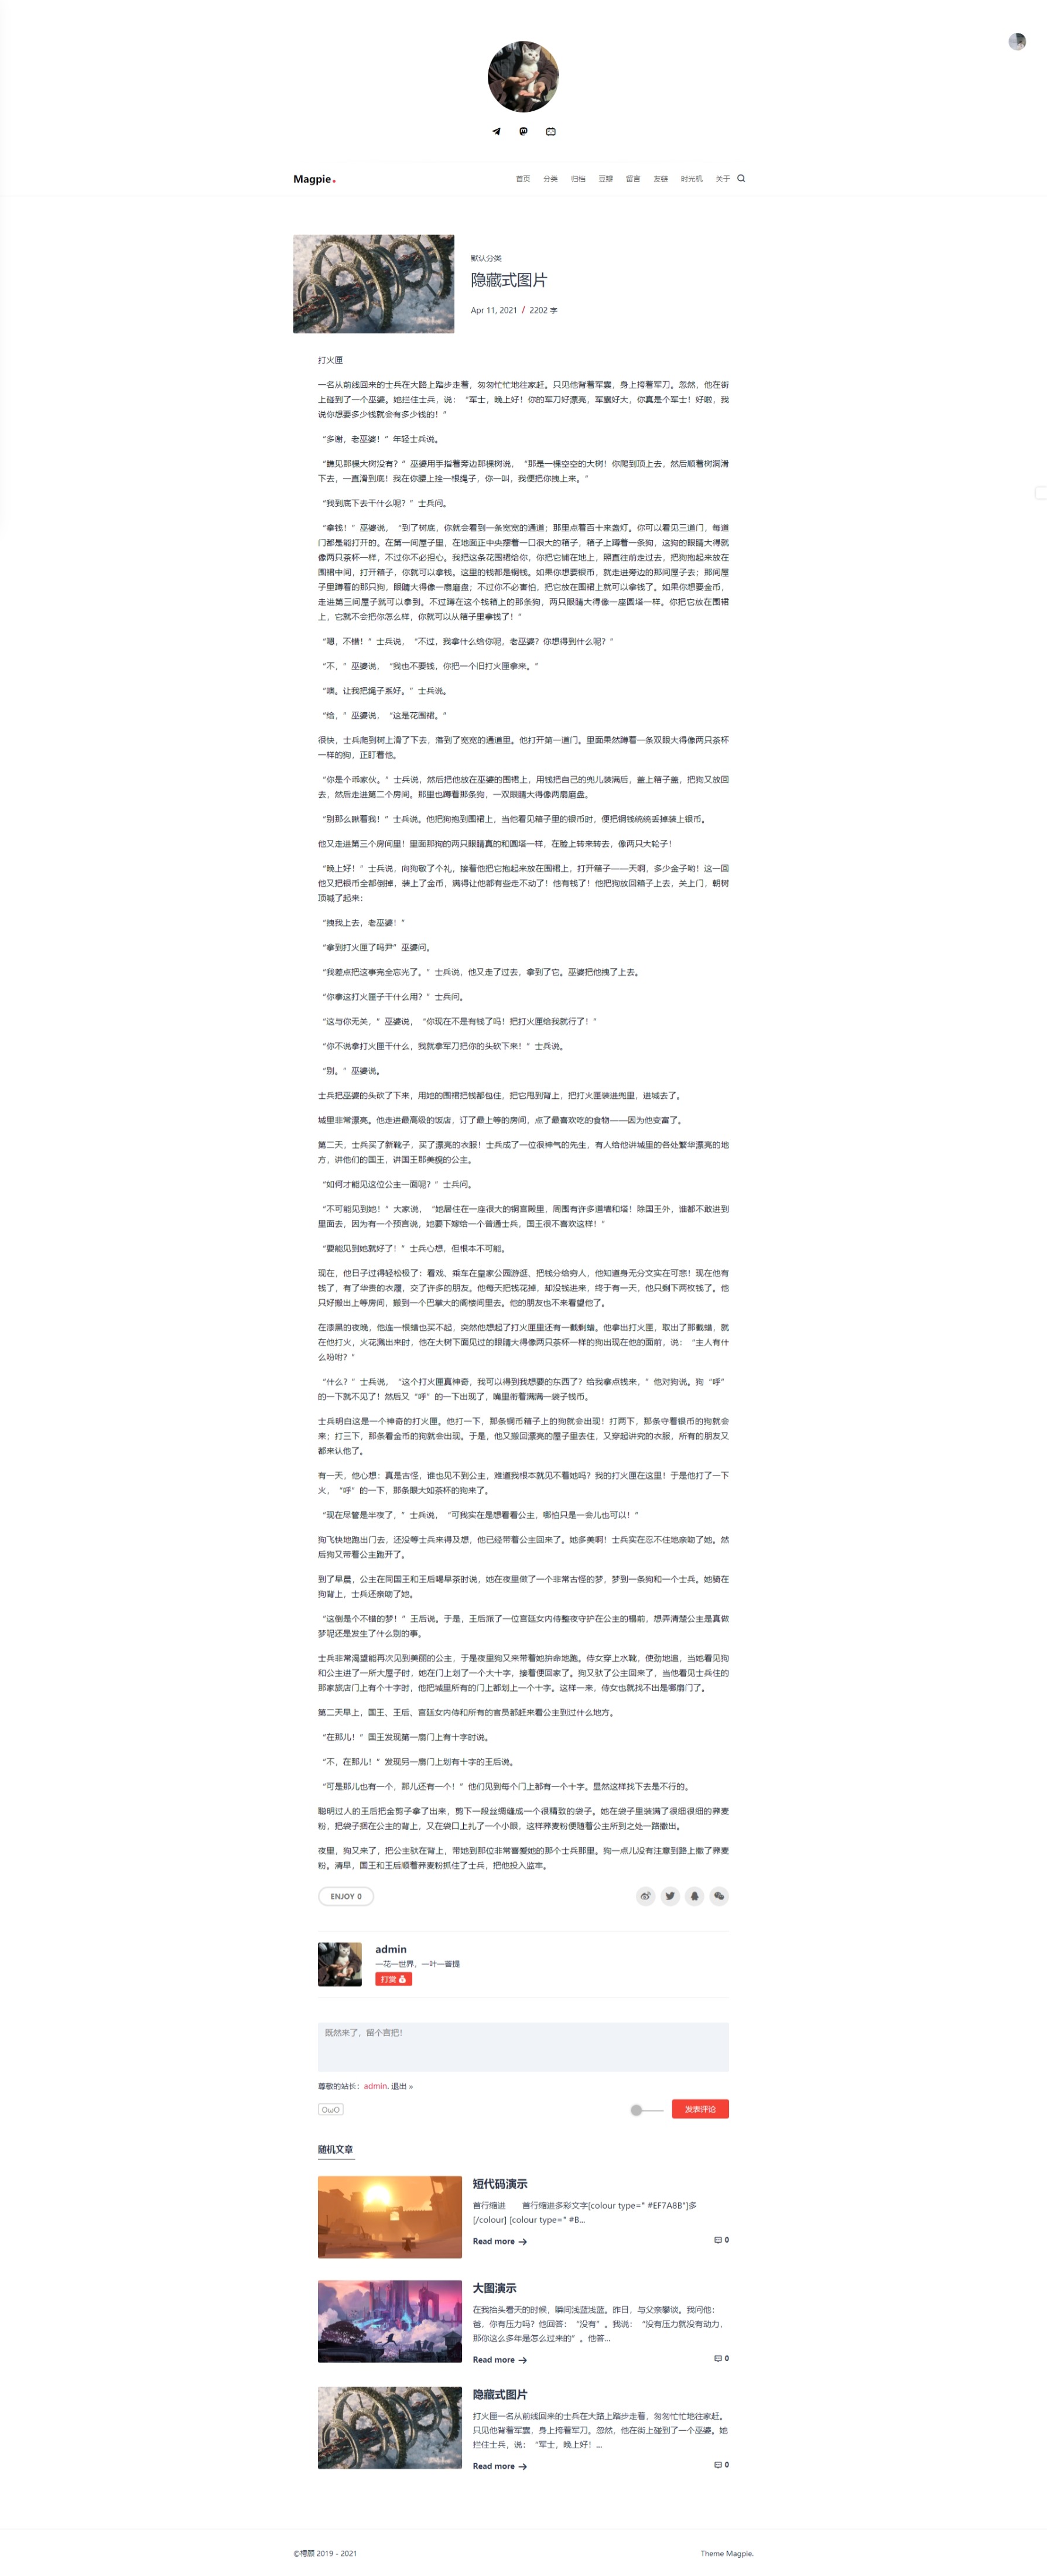 Magpie.
首页 分类 归档 豆瓣 留言 友链 时光机 关于
默认分类
隐藏式图片
Apr 11, 2021 / 2202 字
打火匣
一名从前线回来的士兵在大路上踏步走着，匆匆忙忙地往家赶。只见他背着军囊，身上挎着军刀。忽然，他在街
上碰到了一个巫婆。她拦住士兵，说：“军士，晚上好！你的军刀好漂亮，军囊好大，你真是个军士！好啦，我
说你想要多少钱就会有多少钱的！”
“多谢，老巫婆！”年轻士兵说。
“瞧见那棵大树没有？”巫婆用手指着旁边那棵树说，“那是一棵空空的大树！你爬到顶上去，然后顺着树洞滑
下去，一直滑到底！我在你腰上拴一根绳子，你一叫，我便把你拽上来。”
“我到底下去干什么呢？”士兵问。
“拿钱！”巫婆说，“到了树底，你就会看到一条宽宽的通道；那里点着百十来盏灯。你可以看见三道门，每道
门都是能打开的。在第一间屋子里，在地面正中央摆着一口很大的箱子，箱子上蹲着一条狗，这狗的眼睛大得就
像两只茶杯一样，不过你不必担心。我把这条花围裙给你，你把它铺在地上，照直往前走过去，把狗抱起来放在
围裙中间，打开箱子，你就可以拿钱。这里的钱都是铜钱。如果你想要银币，就走进旁边的那间屋子去；那间屋
子里蹲着的那只狗，眼睛大得像一扇磨盘；不过你不必害怕，把它放在围裙上就可以拿钱了。如果你想要金币，
走进第三间屋子就可以拿到。不过蹲在这个钱箱上的那条狗，两只眼睛大得像一座圆塔一样。你把它放在围裙
上，它就不会把你怎么样，你就可以从箱子里拿钱了！”
“嗯，不错！”士兵说，“不过，我拿什么给你呢，老巫婆？你想得到什么呢？”
“不，”巫婆说，“我也不要钱，你把一个旧打火匣拿来。”
“噢。让我把绳子系好。”士兵说。
“给，”巫婆说，“这是花围裙。”
很快，士兵爬到树上滑了下去，落到了宽宽的通道里。他打开第一道门。里面果然蹲着一条双眼大得像两只茶杯
一样的狗，正盯着他。
“你是个乖家伙。”士兵说，然后把他放在巫婆的围裙上，用钱把自己的兜儿装满后，盖上箱子盖，把狗又放回
去，然后走进第二个房间。那里也蹲着那条狗，一双眼睛大得像两扇磨盘。
“别那么瞅着我！”士兵说。他把狗抱到围裙上，当他看见箱子里的银币时，便把铜钱统统丢掉装上银币。
他又走进第三个房间里！里面那狗的两只眼睛真的和圆塔一样，在脸上转来转去，像两只大轮子！
“晚上好！”士兵说，向狗敬了个礼，接着他把它抱起来放在围裙上，打开箱子——天啊，多少金子呦！这一回
他又把银币全都倒掉，装上了金币，满得让他都有些走不动了！他有钱了！他把狗放回箱子上去，关上门，朝树
顶喊了起来：
“拽我上去，老巫婆！”
“拿到打火匣了吗尹”巫婆问。
“我差点把这事完全忘光了。”士兵说，他又走了过去，拿到了它。巫婆把他拽了上去。
“你拿这打火匣子干什么用？”士兵问。
“这与你无关，”巫婆说，“你现在不是有钱了吗！把打火匣给我就行了！”
“你不说拿打火匣干什么，我就拿军刀把你的头砍下来！”士兵说。
“别。”巫婆说。
士兵把巫婆的头砍了下来，用她的围裙把钱都包住，把它甩到背上，把打火匣装进兜里，进城去了。
城里非常漂亮。他走进最高级的饭店，订了最上等的房间，点了最喜欢吃的食物——因为他变富了。
第二天，士兵买了新靴子，买了漂亮的衣服！士兵成了一位很神气的先生，有人给他讲城里的各处繁华漂亮的地
方，讲他们的国王，讲国王那美貌的公主。
“如何才能见这位公主一面呢？”士兵问。
“不可能见到她！”大家说，“她居住在一座很大的铜宫殿里，周围有许多道墙和塔！除国王外，谁都不敢进到
里面去，因为有一个预言说，她要下嫁给一个普通士兵，国王很不喜欢这样！”
“要能见到她就好了！”士兵心想，但根本不可能。
现在，他日子过得轻松极了：看戏、乘车在皇家公园游逛、把钱分给穷人，他知道身无分文实在可悲！现在他有
钱了，有了华贵的衣履，交了许多的朋友。他每天把钱花掉，却没钱进来，终于有一天，他只剩下两枚钱了。他
只好搬出上等房间，搬到一个巴掌大的阁楼间里去。他的朋友也不来看望他了。
在漆黑的夜晚，他连一根蜡也买不起，突然他想起了打火匣里还有一截剩蜡。他拿出打火匣，取出了那截蜡，就
在他打火，火花溅出来时，他在大树下面见过的眼睛大得像两只茶杯一样的狗出现在他的面前，说：“主人有什
么吩咐？”
“什么？”士兵说，“这个打火匣真神奇，我可以得到我想要的东西了？给我拿点钱来，”他对狗说。狗“呼”
的一下就不见了！然后又“呼”的一下出现了，嘴里衔着满满一袋子钱币。
士兵明白这是一个神奇的打火匣。他打一下，那条铜币箱子上的狗就会出现！打两下，那条守着银币的狗就会
来；打三下，那条看金币的狗就会出现。于是，他又搬回漂亮的屋子里去住，又穿起讲究的衣服，所有的朋友又
都来认他了。
有一天，他心想：真是古怪，谁也见不到公主，难道我根本就见不着她吗？我的打火匣在这里！于是他打了一下
火，“呼”的一下，那条眼大如茶杯的狗来了。
“现在尽管是半夜了，”士兵说，“可我实在是想看看公主，哪怕只是一会儿也可以！”
狗飞快地跑出门去，还没等士兵来得及想，他已经带着公主回来了。她多美啊！士兵实在忍不住地亲吻了她。然
后狗又带着公主跑开了。
到了早晨，公主在同国王和王后喝早茶时说，她在夜里做了一个非常古怪的梦，梦到一条狗和一个士兵。她骑在
狗背上，士兵还亲吻了她。
“这倒是个不错的梦！”王后说。于是，王后派了一位宫廷女内侍整夜守护在公主的榻前，想弄清楚公主是真做
梦呢还是发生了什么别的事。
士兵非常渴望能再次见到美丽的公主，于是夜里狗又来带着她拚命地跑。侍女穿上水靴，使劲地追，当她看见狗
和公主进了一所大屋子时，她在门上划了一个大十字，接着便回家了。狗又驮了公主回来了，当他看见士兵住的
那家旅店门上有个十字时，他把城里所有的门上都划上一个十字。这样一来，侍女也就找不出是哪扇门了。
第二天早上，国王、王后、宫廷女内侍和所有的官员都赶来看公主到过什么地方。
“在那儿！”国王发现第一扇门上有十字时说。
“不，在那儿！”发现另一扇门上划有十字的王后说。
“可是那儿也有一个，那儿还有一个！”他们见到每个门上都有一个十字。显然这样找下去是不行的。
聪明过人的王后把金剪子拿了出来，剪下一段丝绸缝成一个很精致的袋子。她在袋子里装满了很细很细的荞麦
粉，把袋子捆在公主的背上，又在袋口上扎了一个小眼，这样荞麦粉便随着公主所到之处一路撒出。
夜里，狗又来了，把公主驮在背上，带她到那位非常喜爱她的那个士兵那里。狗一点儿没有注意到路上撒了荞麦
粉。清早，国王和王后顺着荞麦粉抓住了士兵，把他投入监牢。
ENJOY 0
admin
一花一世界，一叶一菩提
打赏
既然来了，留个言把！
尊敬的站长：admin. 退出 »
OωO
发表评论
随机文章
短代码演示
首行缩进　　首行缩进多彩文字[colour type=" #EF7A8B"]多
[/colour] [colour type=" #B...
Read more → 0
大图演示
在我抬头看天的时候，瞬间浅蓝浅蓝。昨日，与父亲攀谈。我问他：
爸，你有压力吗？他回答：“没有”。我说：“没有压力就没有动力，
那你这么多年是怎么过来的”。他答...
Read more → 0
隐藏式图片
打火匣一名从前线回来的士兵在大路上踏步走着，匆匆忙忙地往家赶。
只见他背着军囊，身上挎着军刀。忽然，他在街上碰到了一个巫婆。她
拦住士兵，说：“军士，晚上好！...
Read more → 0
2019 - 2021
Theme Magpie.